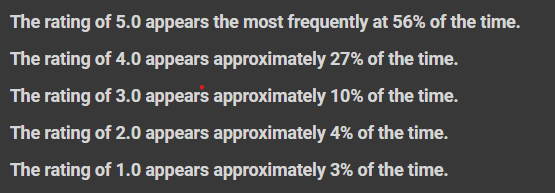 The rating of 5.0 appears the most frequently at 56% of the time.
The rating of 4.0 appears approximately 27% of the time.
The rating of 3.0 appears approximately 10% of the time.
The rating of 2.0 appears approximately 4% of the time.
The rating of 1.0 appears approximately 3% of the time.